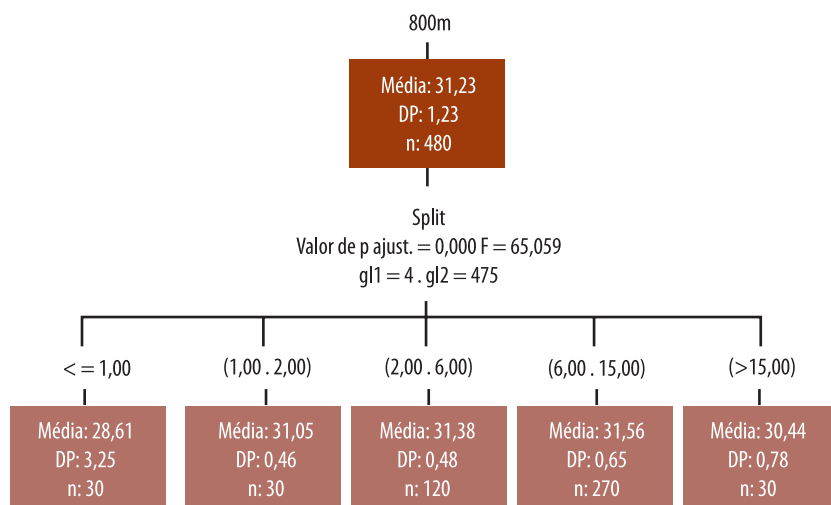 800m
Média: 31,23
DP: 1,23
n: 480
Split
Valor de p ajust. = 0,000 F = 65,059
gl1 = 4 . gl2 = 475
< = 1,00
(1,00 . 2,00)
(2,00 . 6,00)
(6,00 . 15,00)
(>15,00)
Média: 28,61
DP: 3,25
n: 30
Média: 31,05
DP: 0,46
n: 30
Média: 31,38
DP: 0,48
n: 120
Média: 31,56
DP: 0,65
n: 270
Média: 30,44
DP: 0,78
n: 30